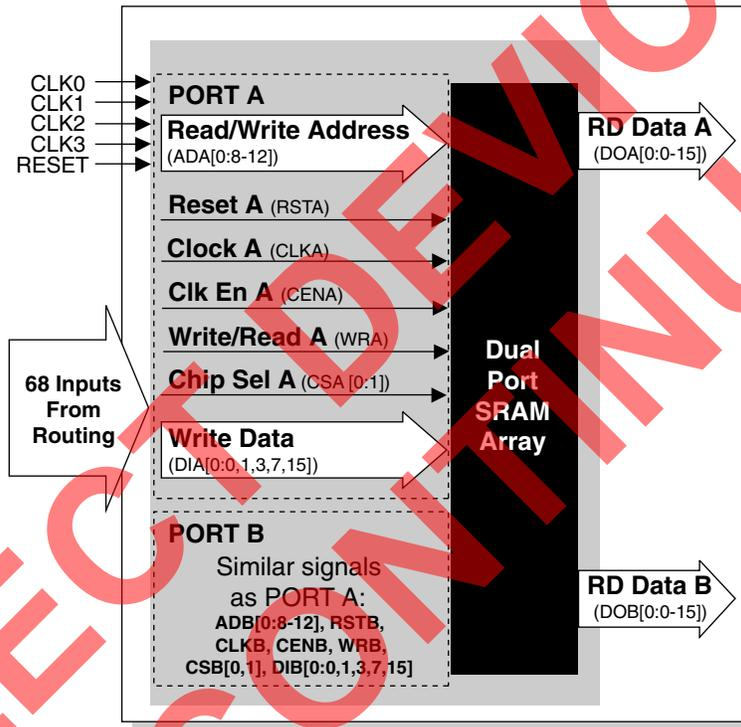 CLK0
CLK1
CLK2
CLK3
RESET
68 Inputs
From
Routing
PORT A
Read/Write Address
(ADA[0:8-12])
Reset A (RSTA)
Clock A (CLKA)
Clk En A (CENA)
Write/Read A (WRA)
Chip Sel A (CSA [0:1])
Write Data
(DIA[0:0,1,3,7,15])
PORT B
Similar signals
as PORT A:
ADB[0:8-12], RSTB,
CLKB, CENB, WRB,
CSB[0,1], DIB[0:0,1,3,7,15]
Dual
Port
SRAM
Array
RD Data A
(DOA[0:0-15])
RD Data B
(DOB[0:0-15])
ECT DEVIC
CONTINU